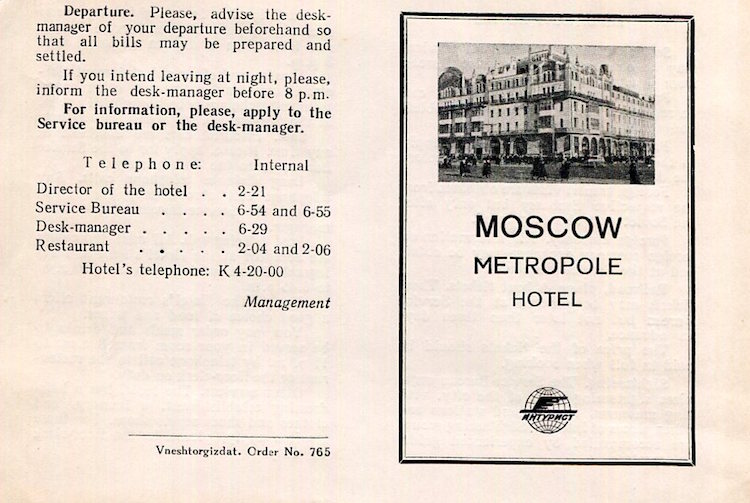 Departure. Please, advise the desk-
manager of your departure beforehand so
that all bills may be prepared and
settled.
If you intend leaving at night, please,
inform the desk-manager before 8 p.m.
For information, please, apply to the
Service bureau or the desk-manager.
Telephone: Internal
Director of the hotel . . 2-21
Service Bureau . . . . 6-54 and 6-55
Desk-manager . . . . . 6-29
Restaurant . . . . . 2-04 and 2-06
Hotel's telephone: K 4-20-00
Management
Vneshtorgizdat. Order No. 765
MOSCOW
METROPOLE
HOTEL
ИНТУРИСТ